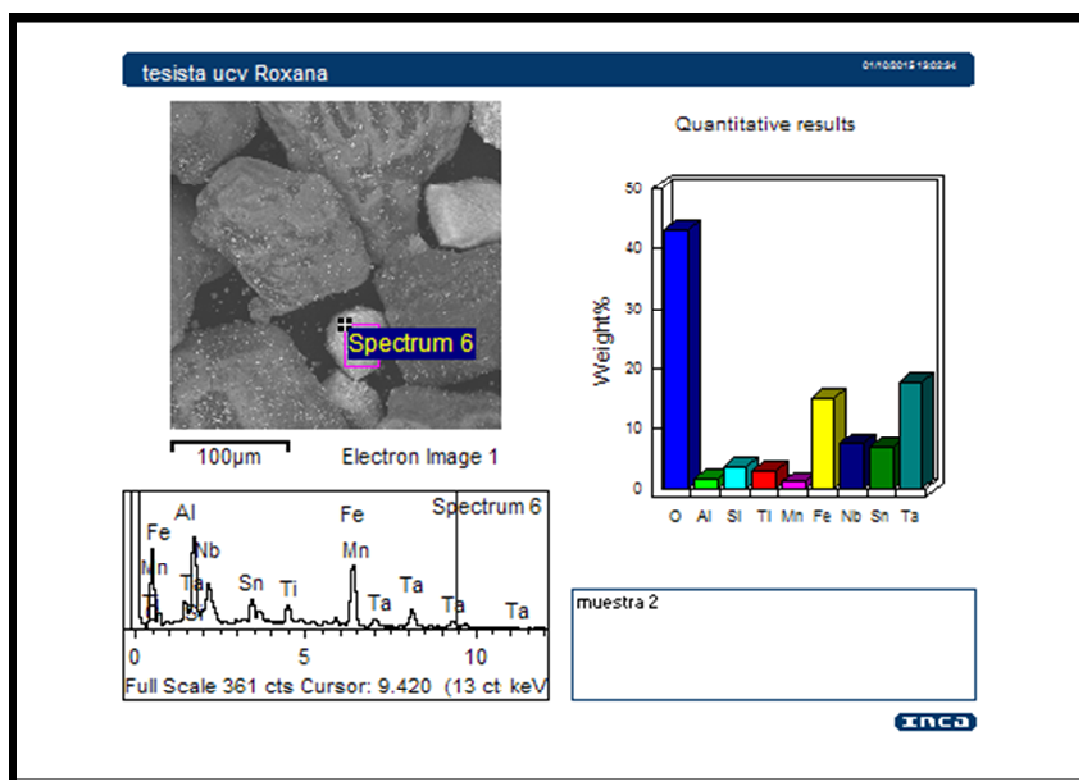 tesista ucv Roxana
Quantitative results
Spectrum 6
100µm
Electron Image 1
Weight%
50
40
30
20
10
0
O Al Si Ti Mn Fe Nb Sn Ta
Spectrum 6
Al
Fe
Fe
Nb
Mn
Mn
Sn
Ti
Ta
Ta
Ta
Ta
Ta
0
5
10
Full Scale 361 cts Cursor: 9.420 (13 ct keV
muestra 2
INCA